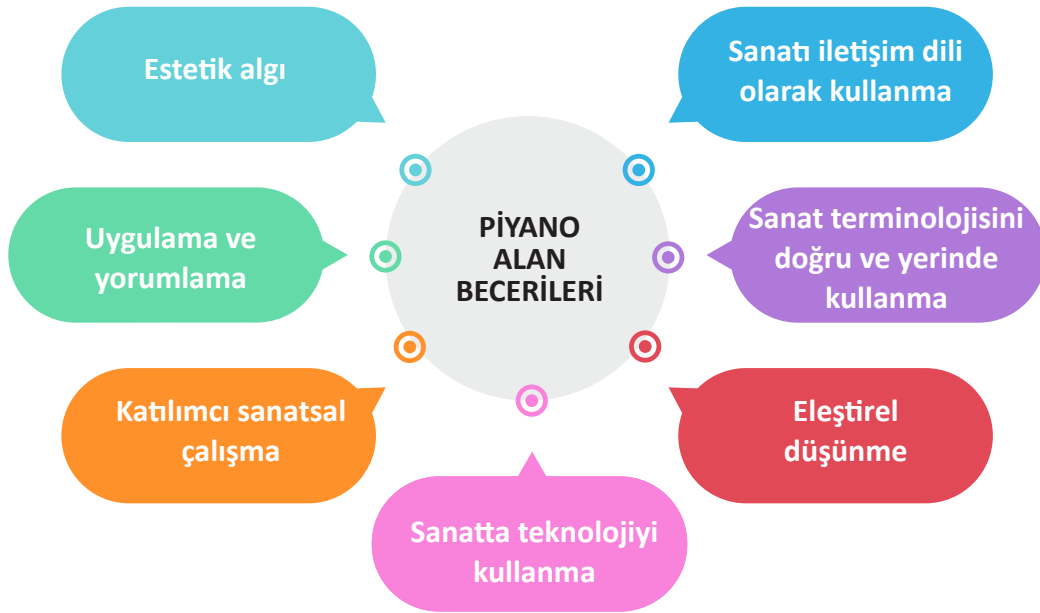 Estetik algı
Sanatı iletişim dili
olarak kullanma
Uygulama ve
yorumlama
PİYANO
ALAN
BECERİLERİ
Sanat terminolojisini
doğru ve yerinde
kullanma
Katılımcı sanatsal
çalışma
Eleştirel
düşünme
Sanatta teknolojiyi
kullanma